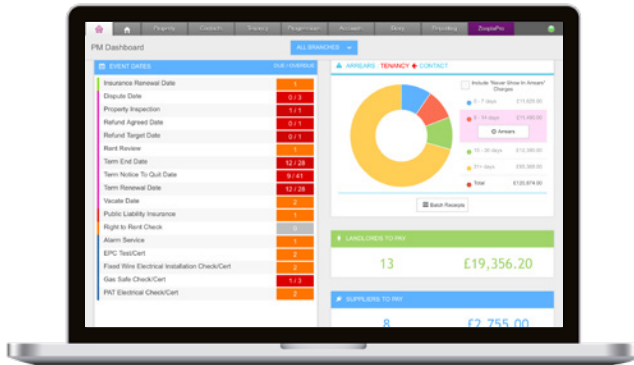 Property Contacts Tenancy Progression Accounts Diary Reporting ZooplaPro
PM Dashboard
ALL BRANCHES
EVENT DATES DUE / OVERDUE
Insurance Renewal Date 1
Dispute Date 0 / 3
Property Inspection 1 / 1
Refund Agreed Date 0 / 1
Refund Target Date 0 / 1
Rent Review 1
Term End Date 12 / 28
Term Notice To Quit Date 9 / 41
Term Renewal Date 12 / 28
Vacate Date 2
Public Liability Insurance 1
Right to Rent Check 0
Alarm Service 1
EPC Test/Cert 2
Fixed Wire Electrical Installation Check/Cert 2
Gas Safe Check/Cert 1 / 3
PAT Electrical Check/Cert 2
ARREARS : TENANCY CONTACT
Include "Never Show In Arrears" Charges
0 - 7 days
8 - 14 days
Arrears
15 - 30 days
31+ days
Total
Batch Receipts
LANDLORDS TO PAY
13 £19,356.20
SUPPLIERS TO PAY
8 £2,755.00